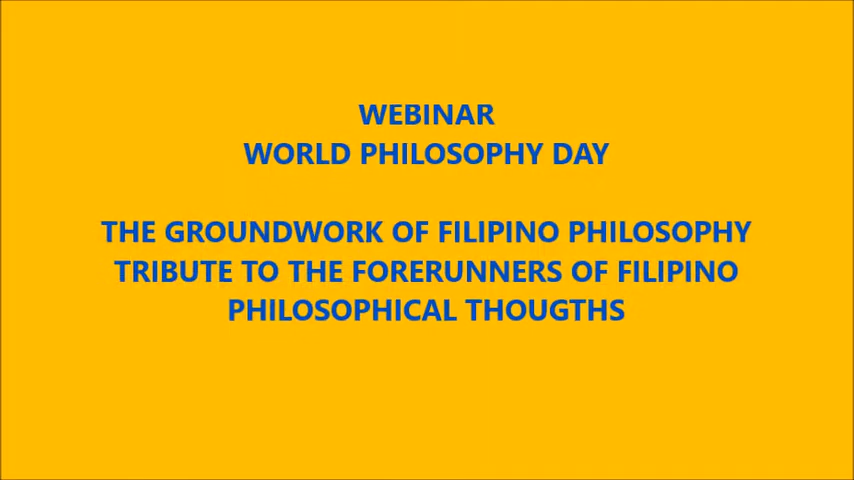 WEBINAR
WORLD PHILOSOPHY DAY
THE GROUNDWORK OF FILIPINO PHILOSOPHY
TRIBUTE TO THE FORERUNNERS OF FILIPINO
PHILOSOPHICAL THOUGTHS